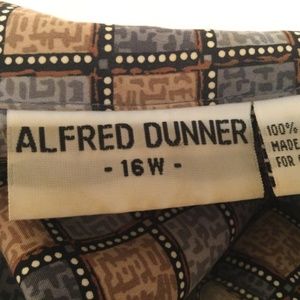 ALFRED DUNNER
- 16W -
100%
MADE
FOR